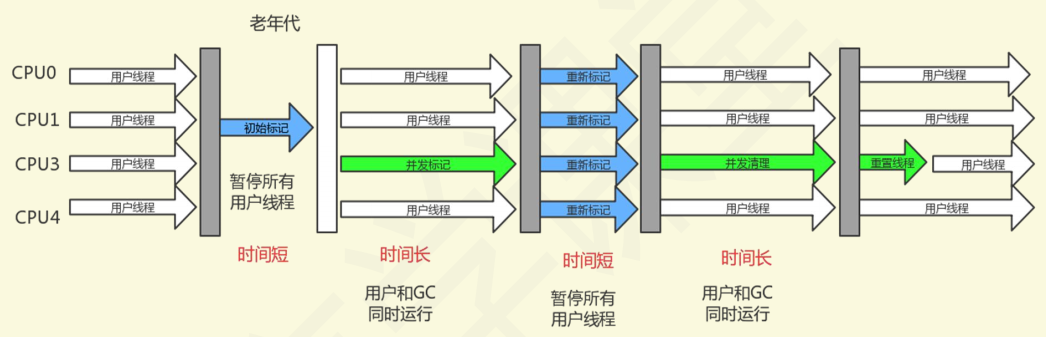 老年代
CPU0 用户线程 用户线程 重新标记 用户线程 用户线程
CPU1 用户线程 初始标记 用户线程 重新标记 用户线程 用户线程
CPU3 用户线程 并发标记 重新标记 并发清理 重置线程 用户线程
CPU4 用户线程 用户线程 重新标记 用户线程 用户线程
暂停所有
用户线程
时间短 时间长 时间短 时间长
用户和GC
同时运行
暂停所有
用户线程
用户和GC
同时运行